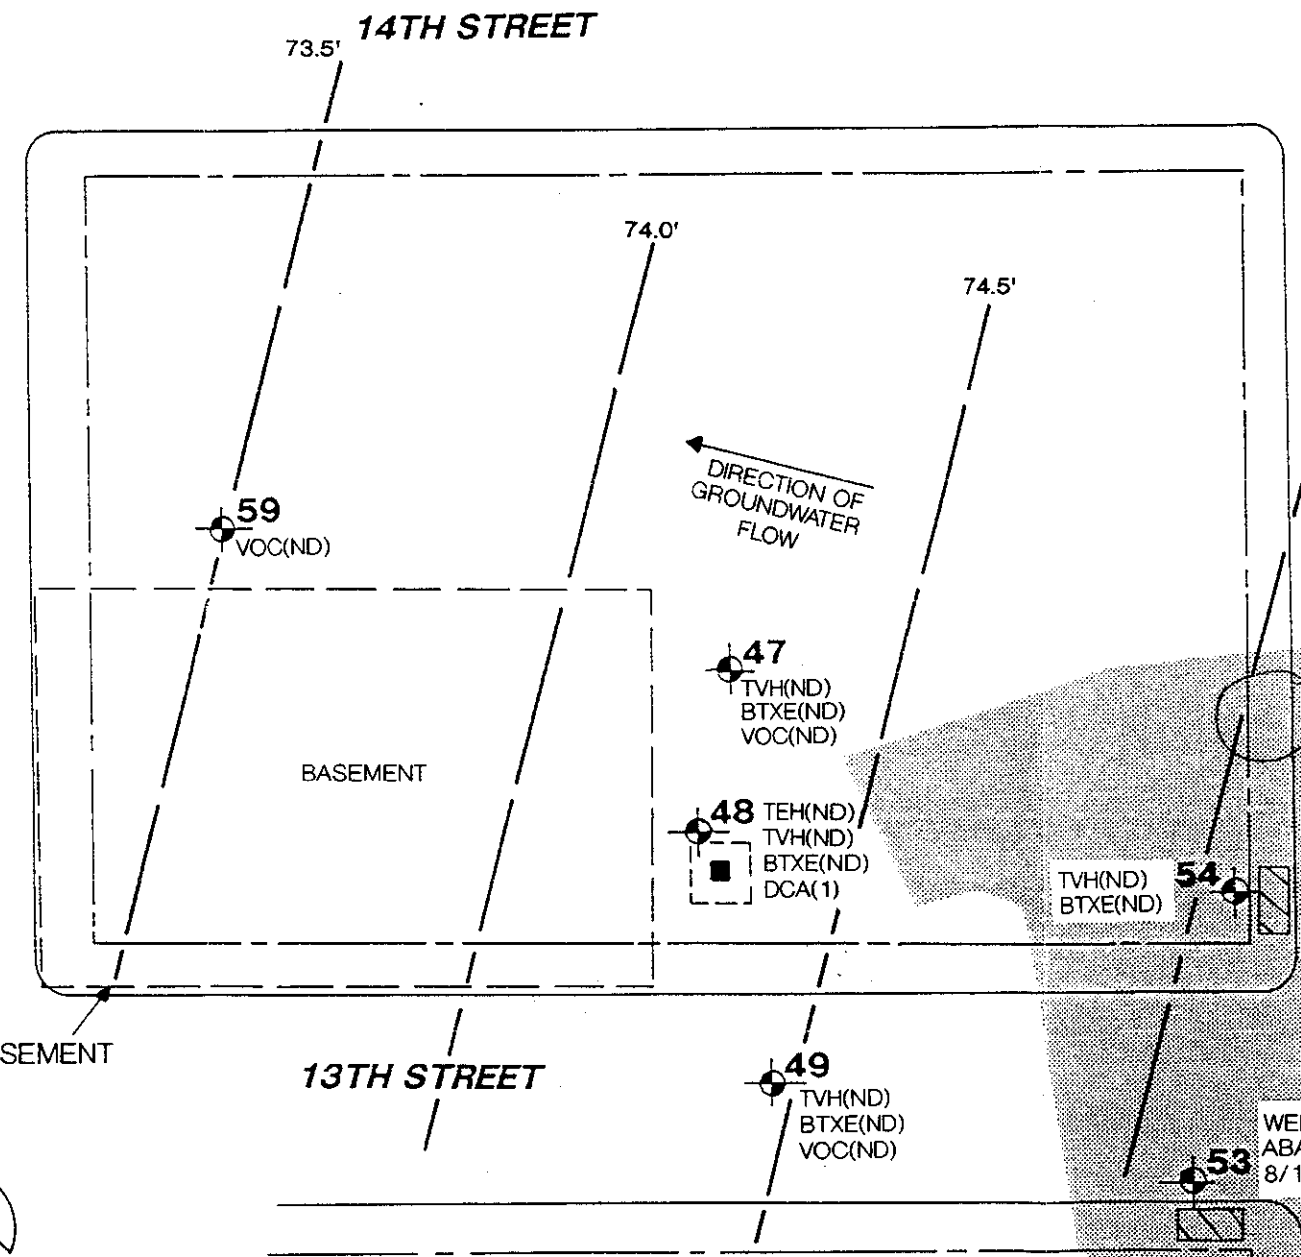 14TH STREET
73.5'
74.0'
74.5'
DIRECTION OF
GROUNDWATER
FLOW
59
VOC(ND)
47
TVH(ND)
BTXE(ND)
VOC(ND)
BASEMENT
48
TEH(ND)
TVH(ND)
BTXE(ND)
DCA(1)
54
TVH(ND)
BTXE(ND)
SEMENT
13TH STREET
49
TVH(ND)
BTXE(ND)
VOC(ND)
53
8/1